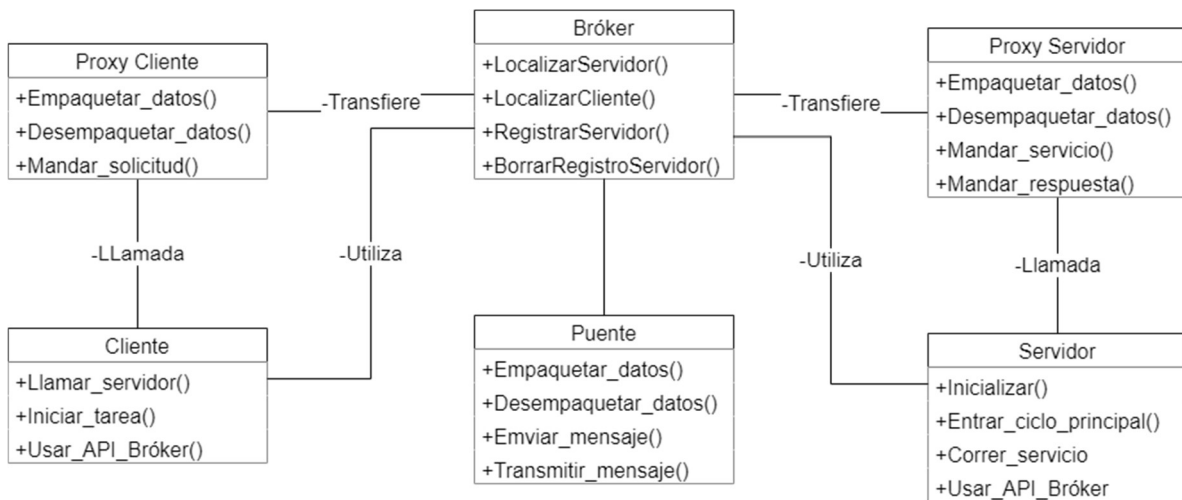 Proxy Cliente
+Empaquetar_datos()
+Desempaquetar_datos()
+Mandar_solicitud()
-Transfiere
Bróker
+LocalizarServidor()
+LocalizarCliente()
+RegistrarServidor()
+BorrarRegistroServidor()
-Transfiere
Proxy Servidor
+Empaquetar_datos()
+Desempaquetar_datos()
+Mandar_servicio()
+Mandar_respuesta()
-LLamada
-Utiliza
-Utiliza
-Llamada
Cliente
+Llamar_servidor()
+Iniciar_tarea()
+Usar_API_Bróker()
Puente
+Empaquetar_datos()
+Desempaquetar_datos()
+Emviar_mensaje()
+Transmitir_mensaje()
Servidor
+Inicializar()
+Entrar_ciclo_principal()
+Correr_servicio
+Usar_API_Bróker